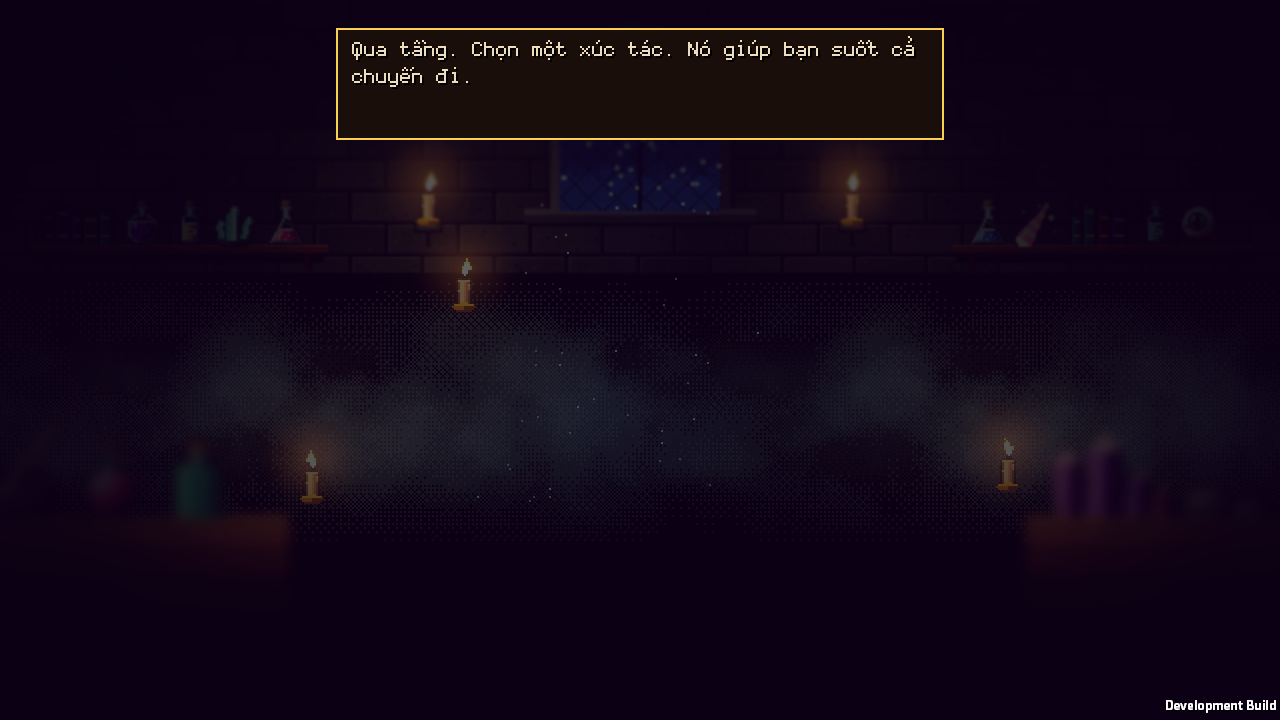 Qua tầng. Chọn một xúc tác. Nó giúp bạn suốt cả
chuyến đi.
Development Build